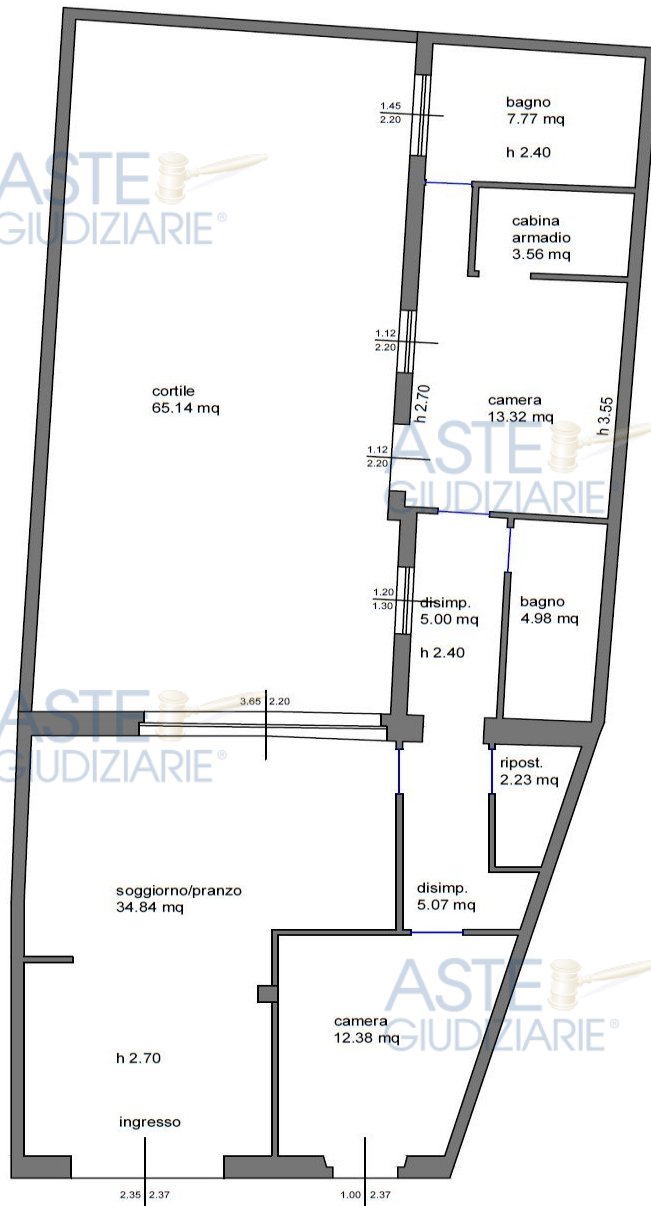 bagno
7.77 mq
h 2.40
1.45
2.20
ASTE
GIUDIZIARIE®
cabina
armadio
3.56 mq
1.12
2.20
cortile
65.14 mq
h 2.70
camera
13.32 mq
h 3.55
ASTE
GIUDIZIARIE
1.12
2.20
1.20
1.30
disimp.
5.00 mq
h 2.40
bagno
4.98 mq
ASTE
GIUDIZIARIE®
3.65 2.20
ripost.
2.23 mq
soggiorno/pranzo
34.84 mq
disimp.
5.07 mq
camera
12.38 mq
ASTE
GIUDIZIARIE®
h 2.70
ingresso
2.35 2.37
1.00 2.37